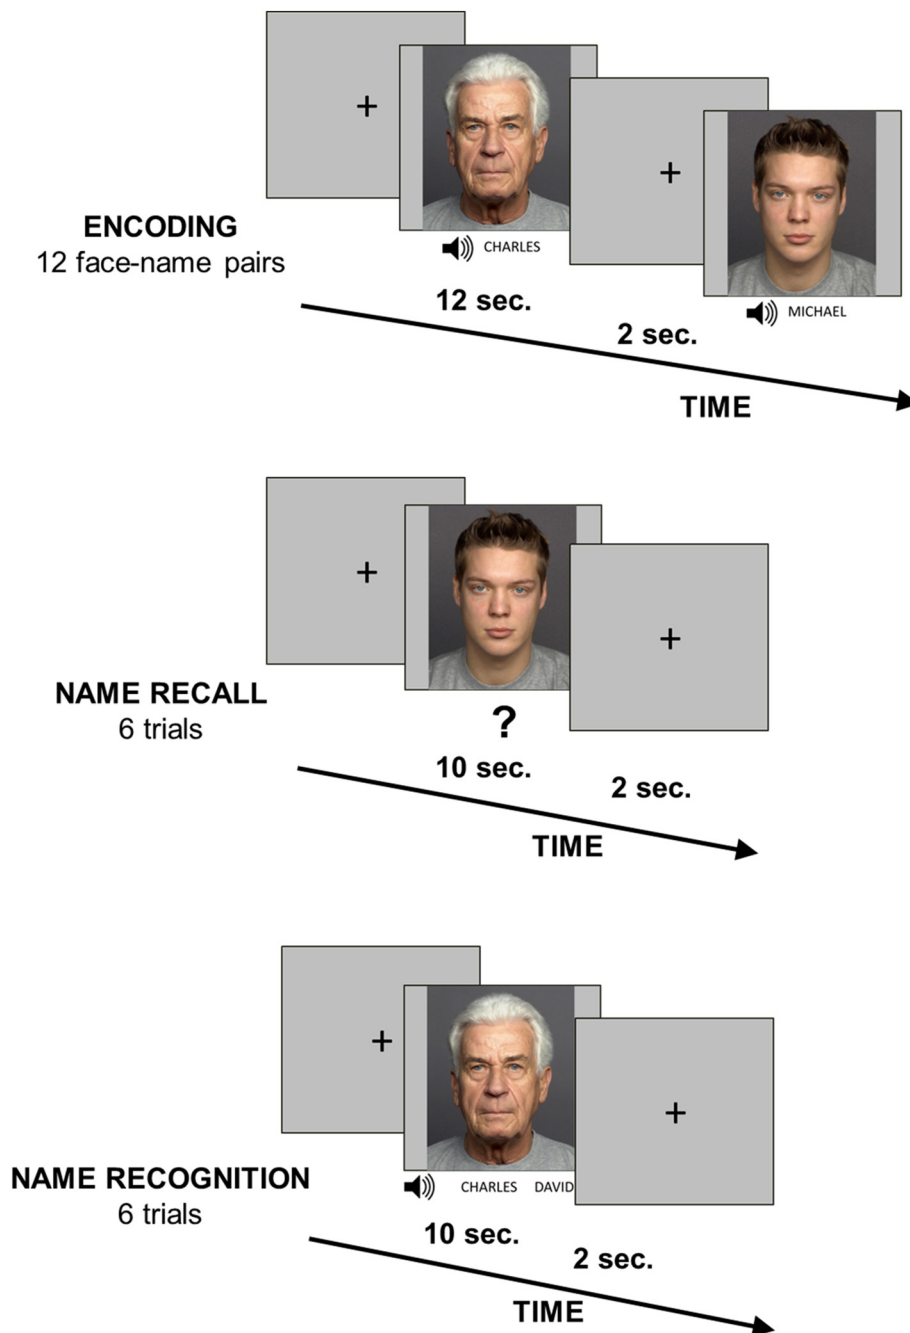 ENCODING
12 face-name pairs
CHARLES
12 sec.
MICHAEL
2 sec.
TIME
NAME RECALL
6 trials
?
10 sec.
2 sec.
TIME
NAME RECOGNITION
6 trials
CHARLES DAVID
10 sec.
2 sec.
TIME